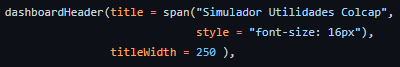 dashboardHeader(title = span("Simulador Utilidades Colcap",
style = "font-size: 16px"),
titleWidth = 250 ),